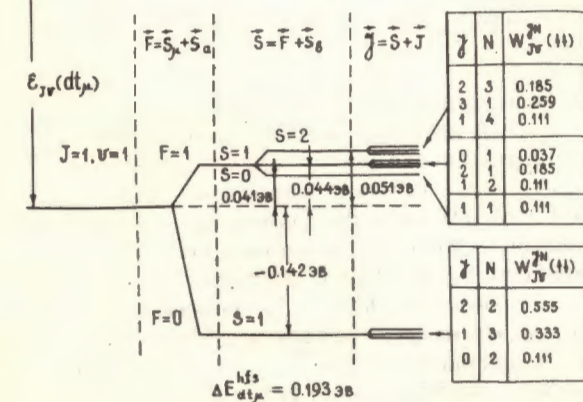 F⃗=S⃗μ+S⃗a S⃗=F⃗+S⃗в 𝒥⃗=S⃗+J⃗
ε_Jv(dtμ)
J=1, v=1
F=1
S=1
S=2
S=0
0.041эв 0.044эв 0.051эв
-0.142эв
F=0
S=1
ΔE^hfs_dtμ = 0.193 эв
𝒥 N W^𝒥N_Jv(tt)
2 3 0.185
3 1 0.259
1 4 0.111
0 1 0.037
2 1 0.185
1 2 0.111
1 1 0.111
𝒥 N W^𝒥N_Jv(tt)
2 2 0.555
1 3 0.333
0 2 0.111